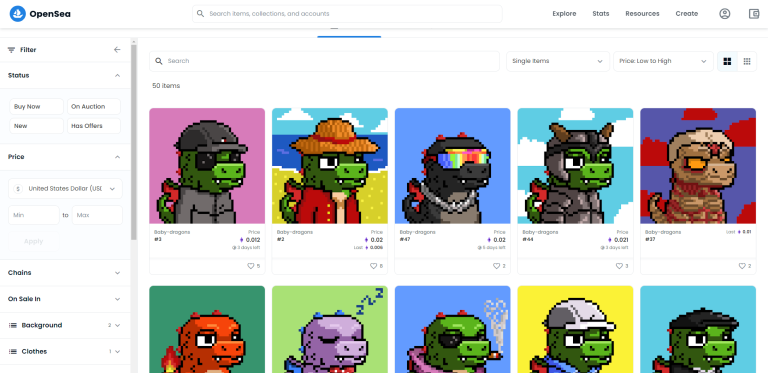 OpenSea
Search items, collections, and accounts
Explore Stats Resources Create
Filter
Search
Single Items
Price: Low to High
Status
50 items
Buy Now
On Auction
New
Has Offers
Price
$ United States Dollar (USD
Min to Max
Apply
Chains
On Sale In
Background 3
Clothes 1
Baby-dragons Price
#3 0.012
3 days left
5
Baby-dragons Price
#2 0.02
Last 0.006
8
Baby-dragons Price
#47 0.02
3 days left
3
Baby-dragons Price
#44 0.021
3 days left
3
Baby-dragons Last 0.01
#37
2
Z Z Z